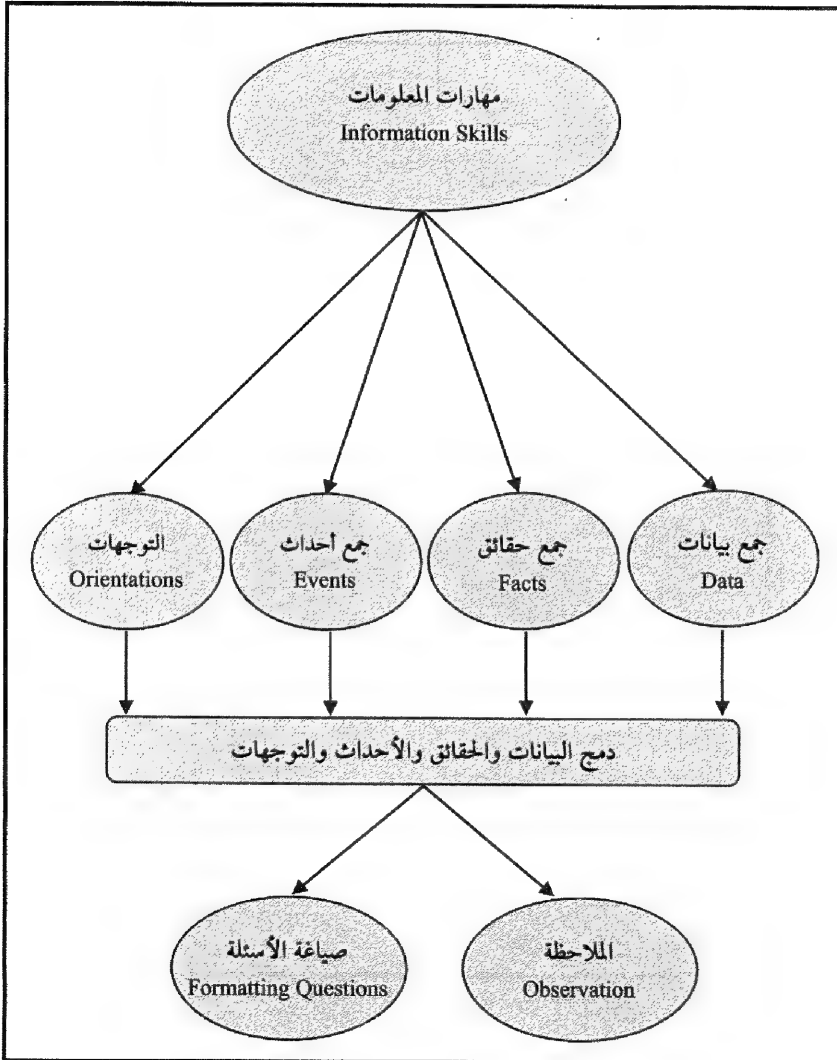 مهارات المعلومات
Information Skills
جمع بيانات
Data
جمع حقائق
Facts
جمع أحداث
Events
التوجهات
Orientations
دمج البيانات والحقائق والأحداث والتوجهات
الملاحظة
Observation
صياغة الأسئلة
Formatting Questions